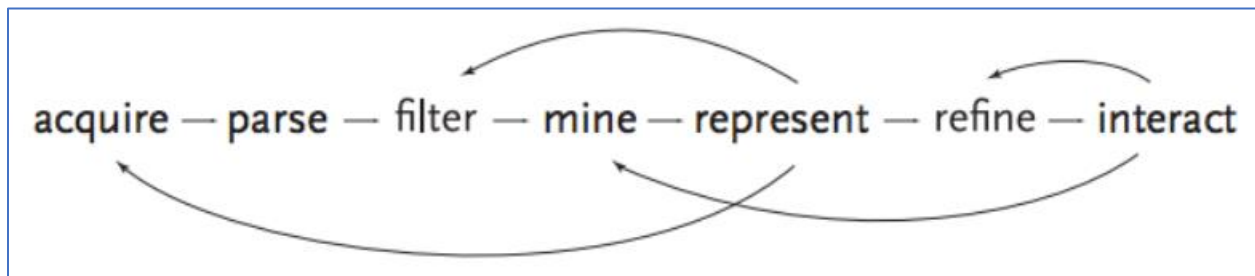 acquire — parse — filter — mine — represent — refine — interact